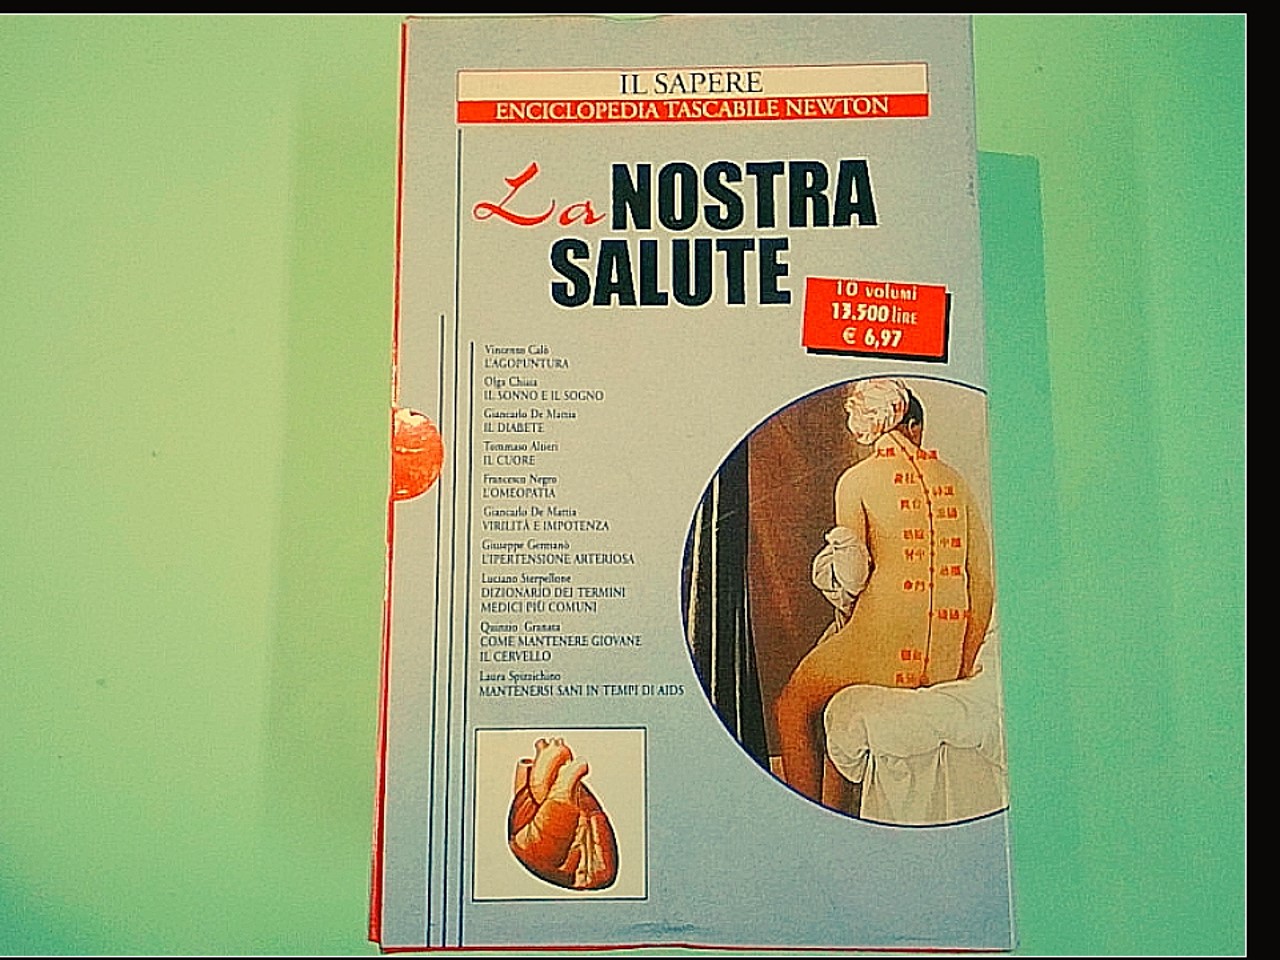 IL SAPERE
ENCICLOPEDIA TASCABILE NEWTON
La NOSTRA
SALUTE
10 volumi
13.500 lire
€ 6,97
Vincenzo Calò
L'AGOPUNTURA
Olga Chiaia
IL SONNO E IL SOGNO
Giancarlo De Mattia
IL DIABETE
Tommaso Altieri
IL CUORE
Francesco Negro
L'OMEOPATIA
Giancarlo De Mattia
VIRILITÀ E IMPOTENZA
Giuseppe Germanò
L'IPERTENSIONE ARTERIOSA
Luciano Sterpellone
DIZIONARIO DEI TERMINI
MEDICI PIÙ COMUNI
Granata
COME MANTENERE GIOVANE
IL CERVELLO
Laura Spizzichino
MANTENERSI SANI IN TEMPI DI AIDS
命門